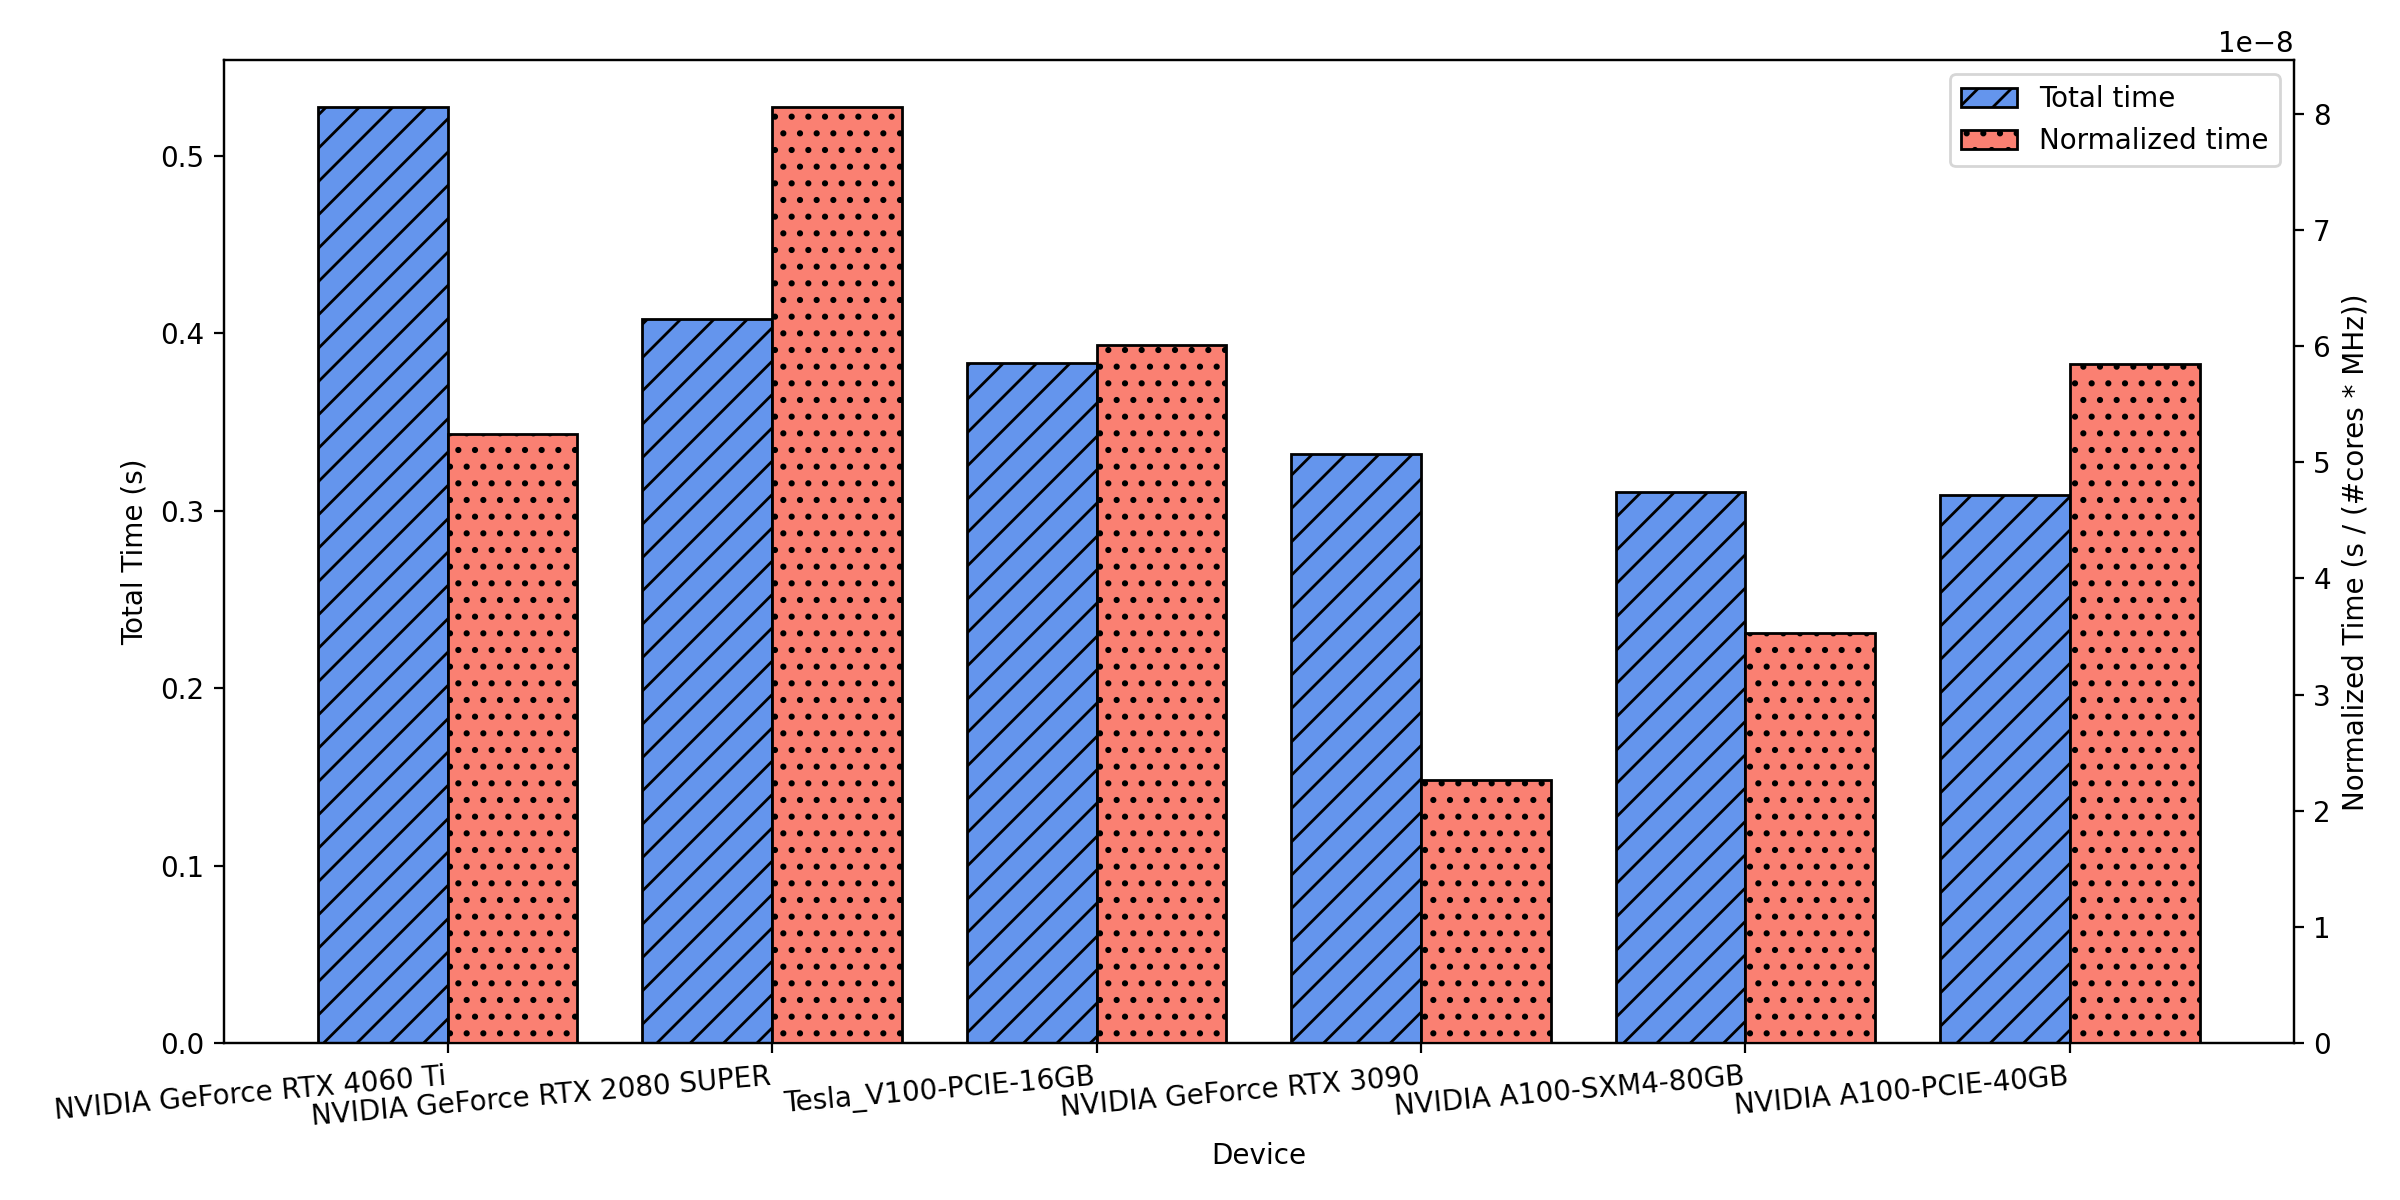 1e−8
Total time
Normalized time
0.5
0.4
0.3
0.2
0.1
0.0
Total Time (s)
8
7
6
5
4
3
2
1
0
Normalized Time (s / (#cores * MHz))
NVIDIA GeForce RTX 4060 Ti
NVIDIA GeForce RTX 2080 SUPER
Tesla_V100-PCIE-16GB
NVIDIA GeForce RTX 3090
NVIDIA A100-SXM4-80GB
NVIDIA A100-PCIE-40GB
Device